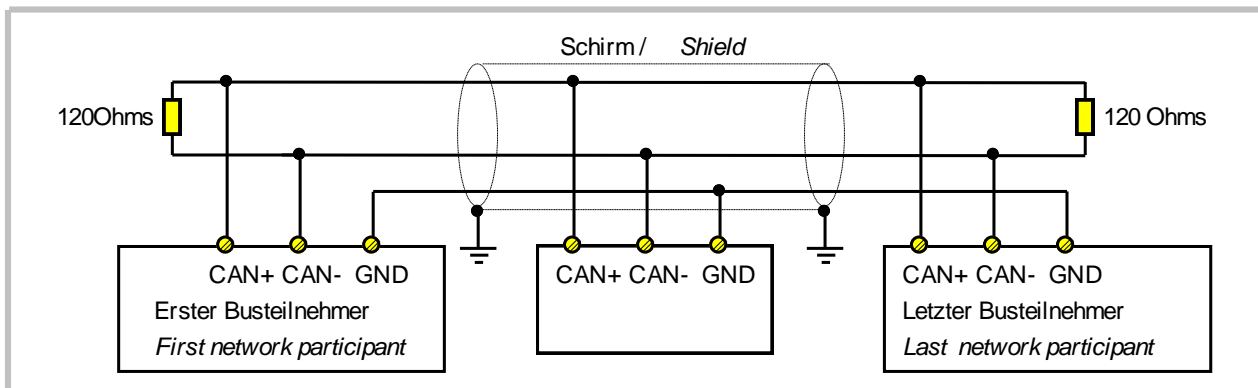 Schirm / Shield
120Ohms
120 Ohms
CAN+ CAN- GND
Erster Busteilnehmer
First network participant
CAN+ CAN- GND
CAN+ CAN- GND
Letzter Busteilnehmer
Last network participant